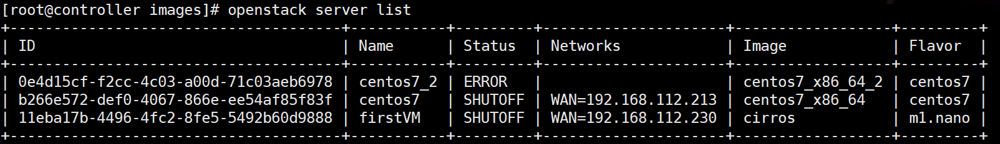 [root@controller images]# openstack server list
+--------------------------------------+-----------+---------+---------------------+------------------+---------+
| ID                                   | Name      | Status  | Networks            | Image            | Flavor  |
+--------------------------------------+-----------+---------+---------------------+------------------+---------+
| 0e4d15cf-f2cc-4c03-a00d-71c03aeb6978 | centos7_2 | ERROR   |                     | centos7_x86_64_2 | centos7 |
| b266e572-def0-4067-866e-ee54af85f83f | centos7   | SHUTOFF | WAN=192.168.112.213 | centos7_x86_64   | centos7 |
| 11eba17b-4496-4fc2-8fe5-5492b60d9888 | firstVM   | SHUTOFF | WAN=192.168.112.230 | cirros           | m1.nano |
+--------------------------------------+-----------+---------+---------------------+------------------+---------+